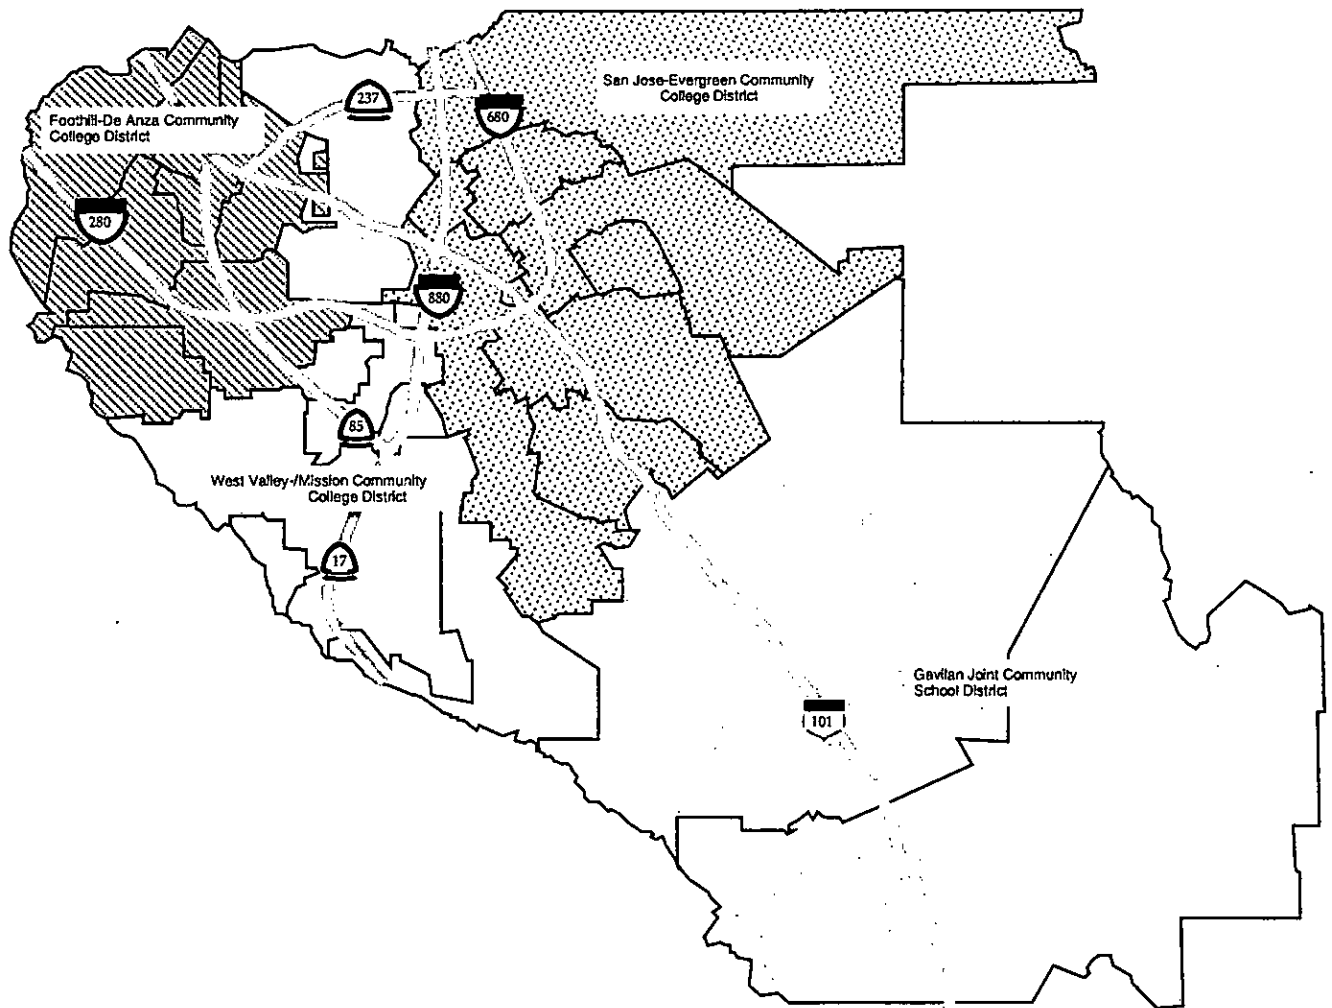 237
San Jose-Evergreen Community
College District
680
Foothill-De Anza Community
College District
280
880
85
West Valley-/Mission Community
College District
17
Gavilan Joint Community
School District
101